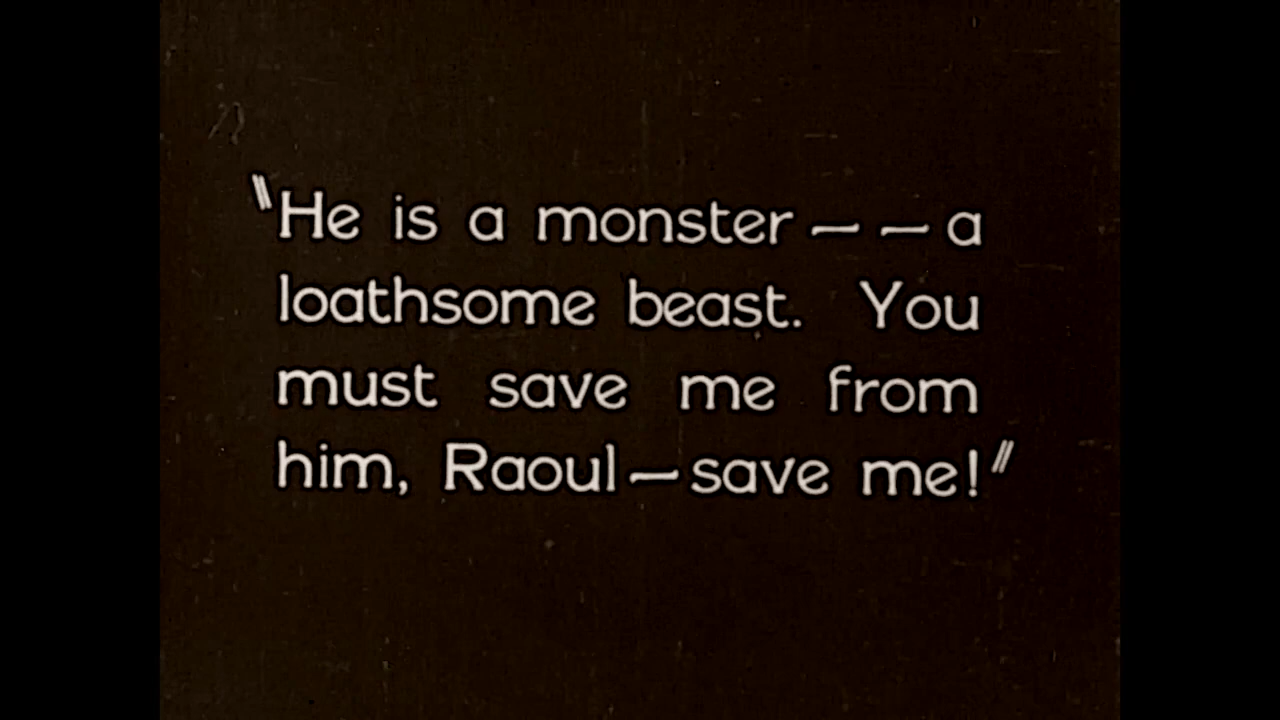 "He is a monster — — a
loathsome beast. You
must save me from
him, Raoul — save me!"